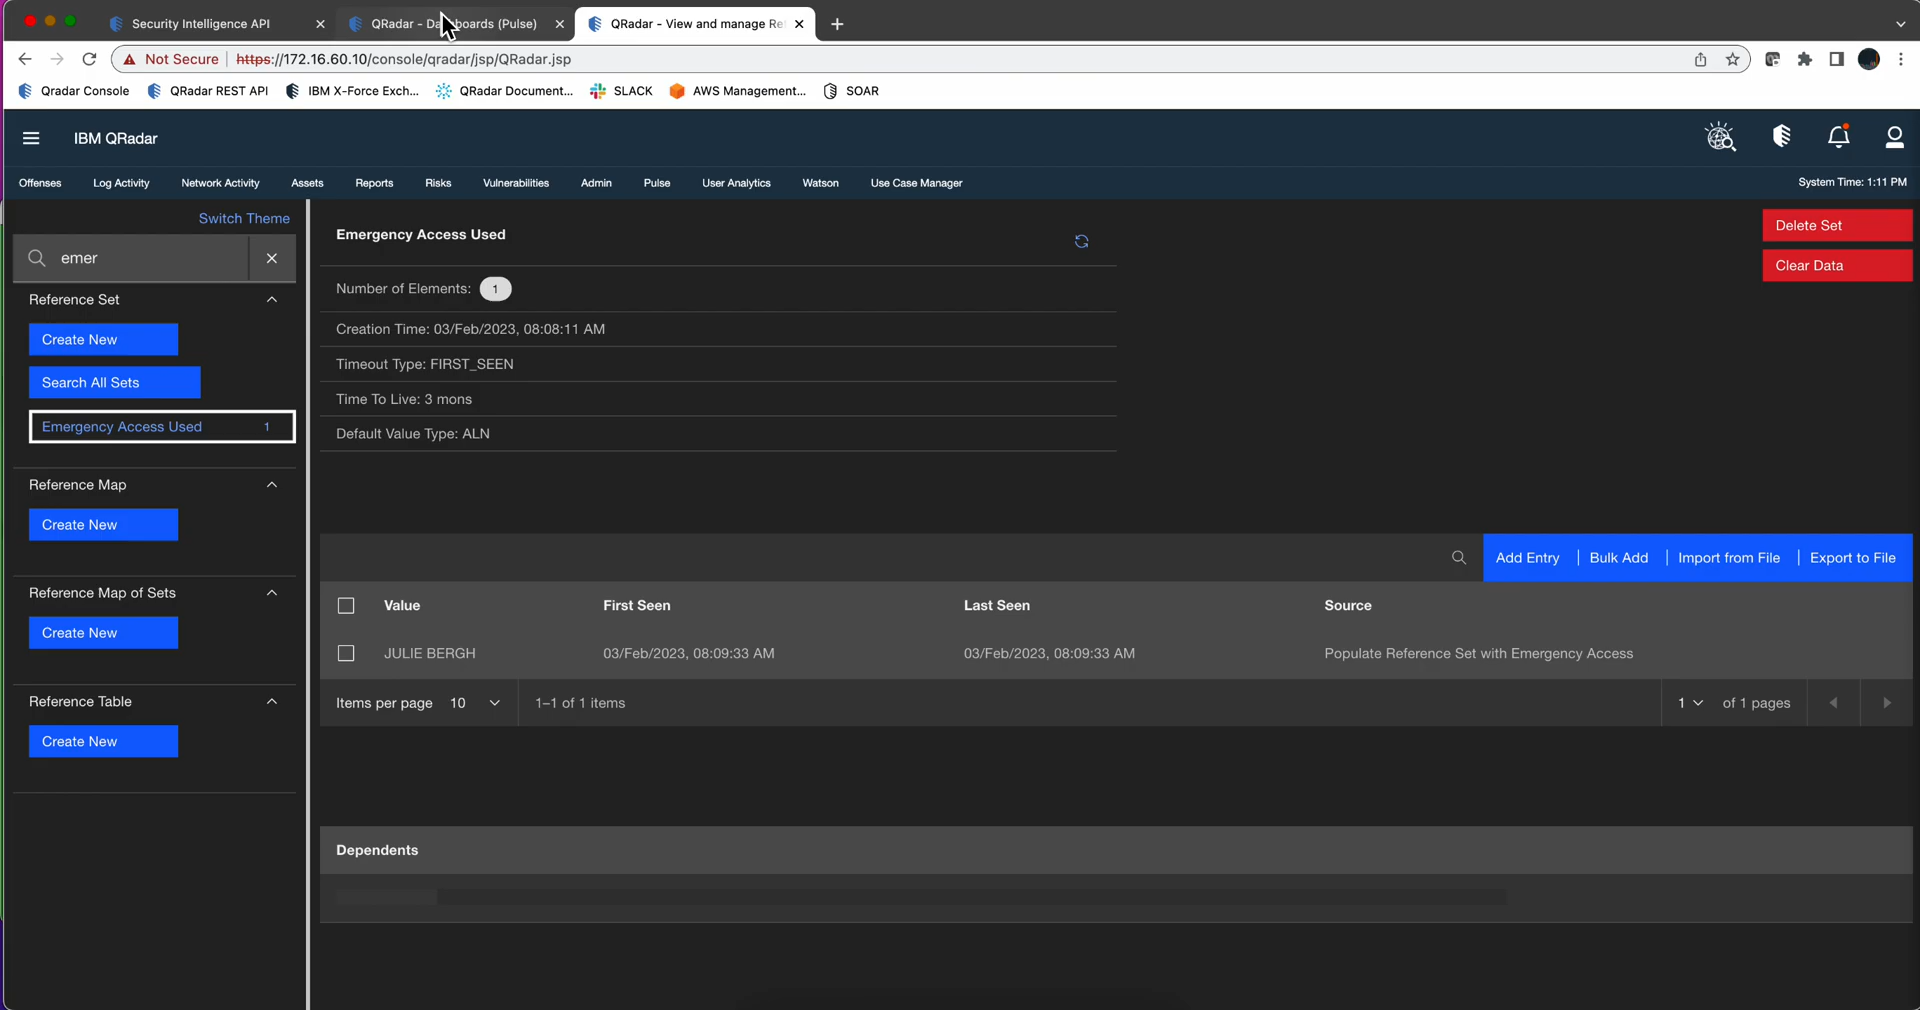 Security Intelligence API
QRadar - Da boards (Pulse)
QRadar - View and manage Re
Not Secure https://172.16.60.10/console/qradar/jsp/QRadar.jsp
Qradar Console QRadar REST API IBM X-Force Exch... QRadar Document... SLACK AWS Management... SOAR
IBM QRadar
Offenses Log Activity Network Activity Assets Reports Risks Vulnerabilities Admin Pulse User Analytics Watson Use Case Manager System Time: 1:11 PM
Switch Theme
emer
Reference Set
Create New
Search All Sets
Emergency Access Used 1
Reference Map
Create New
Reference Map of Sets
Create New
Reference Table
Create New
Emergency Access Used
Number of Elements: 1
Creation Time: 03/Feb/2023, 08:08:11 AM
Timeout Type: FIRST_SEEN
Time To Live: 3 mons
Default Value Type: ALN
Delete Set
Clear Data
Add Entry | Bulk Add | Import from File | Export to File
Value First Seen Last Seen Source
JULIE BERGH 03/Feb/2023, 08:09:33 AM 03/Feb/2023, 08:09:33 AM Populate Reference Set with Emergency Access
Items per page 10 1–1 of 1 items 1 of 1 pages
Dependents